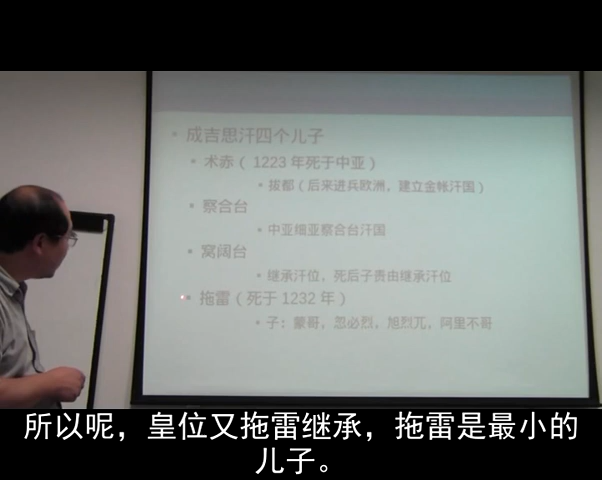 成吉思汗四个儿子
术赤（1223 年死于中亚）
拔都（后来进兵欧洲，建立金帐汗国）
察合台
中亚细亚察合台汗国
窝阔台
继承汗位，死后子贵由继承汗位
拖雷（死于 1232 年）
子：蒙哥，忽必烈，旭烈兀，阿里不哥
所以呢，皇位又拖雷继承，拖雷是最小的
儿子。